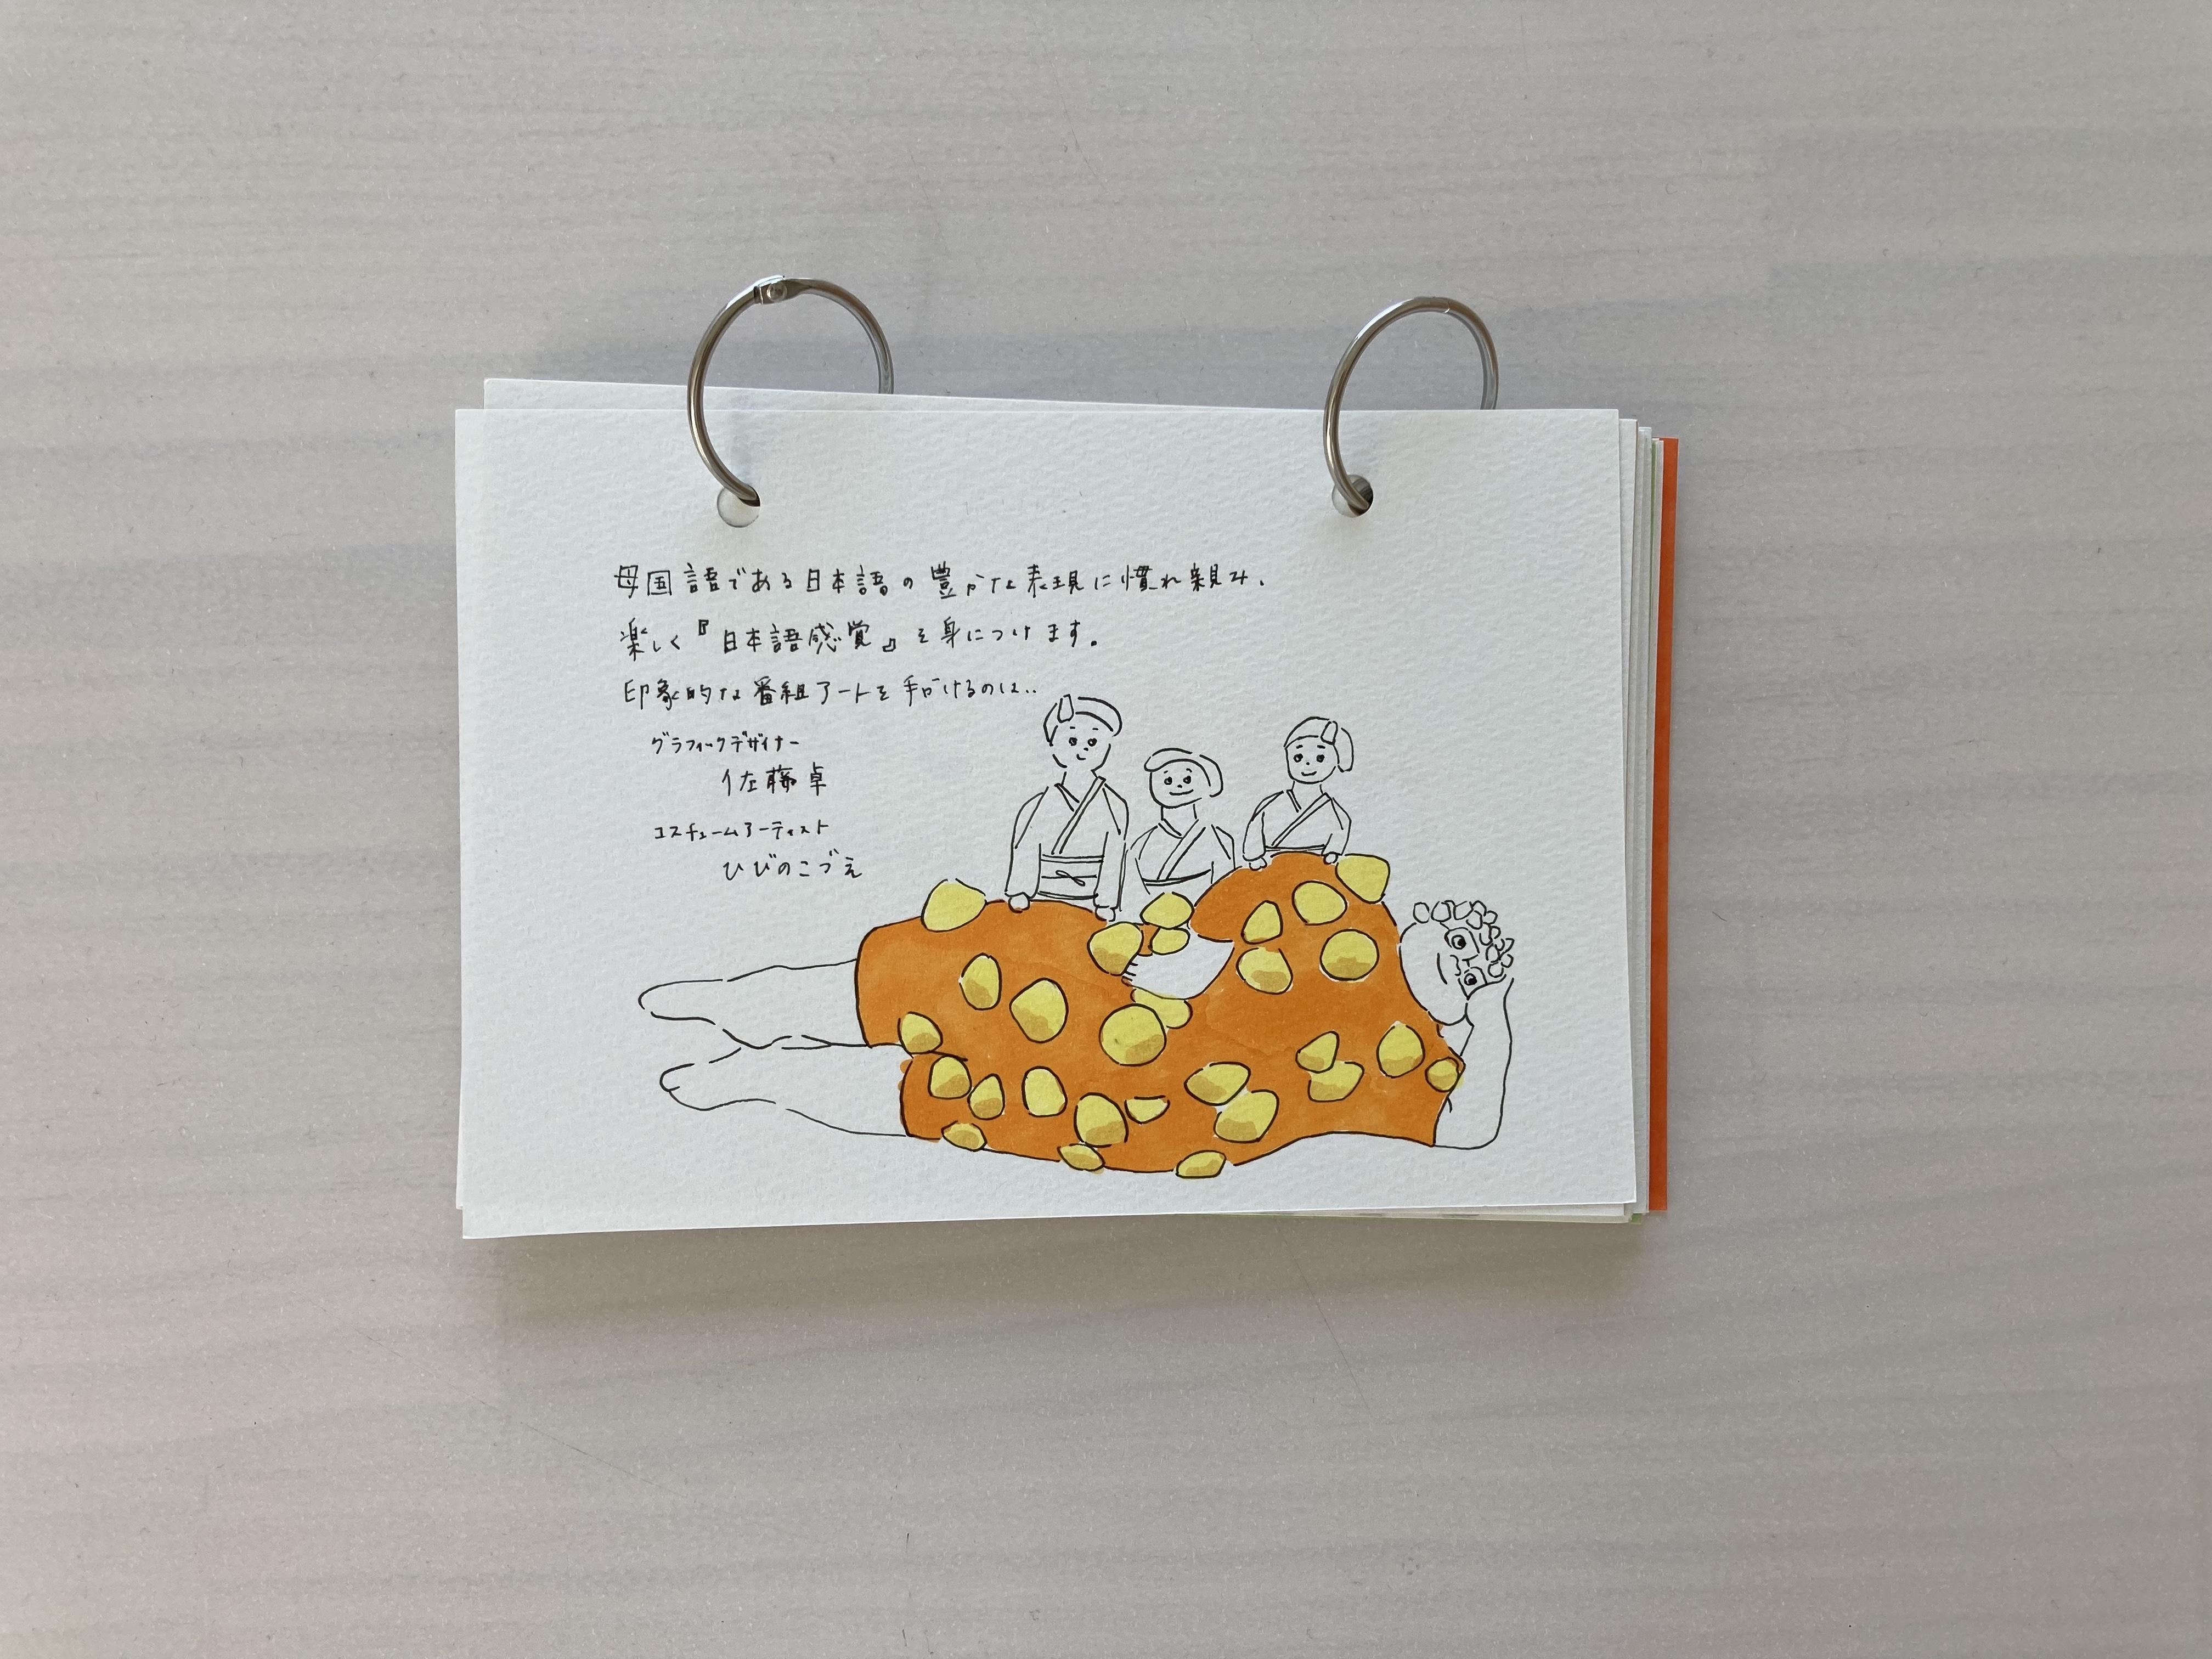 母国語である日本語の豊かな表現に慣れ親み、
楽しく『日本語感覚』を身につけます。
印象的な番組アートを手がけるのは‥
グラフィックデザイナー
佐藤卓
コスチュームアーティスト
ひびのこづえ